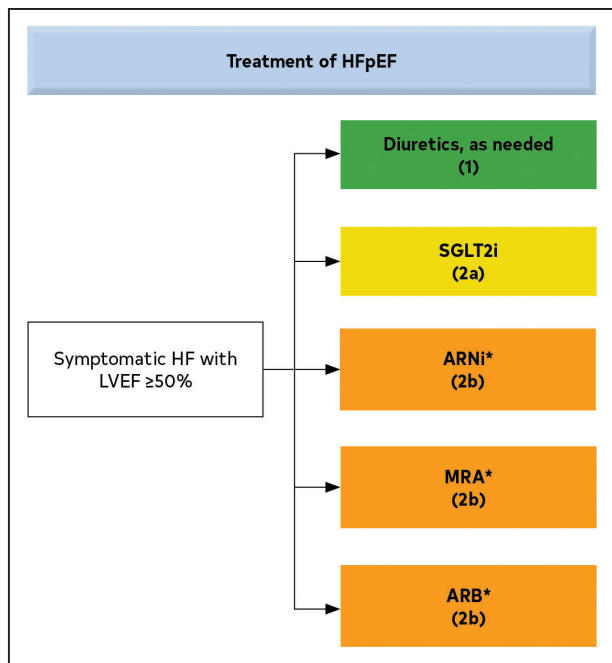 Treatment of HFpEF
Diuretics, as needed
(1)
SGLT2i
(2a)
Symptomatic HF with
LVEF ≥50%
ARNi*
(2b)
MRA*
(2b)
ARB*
(2b)